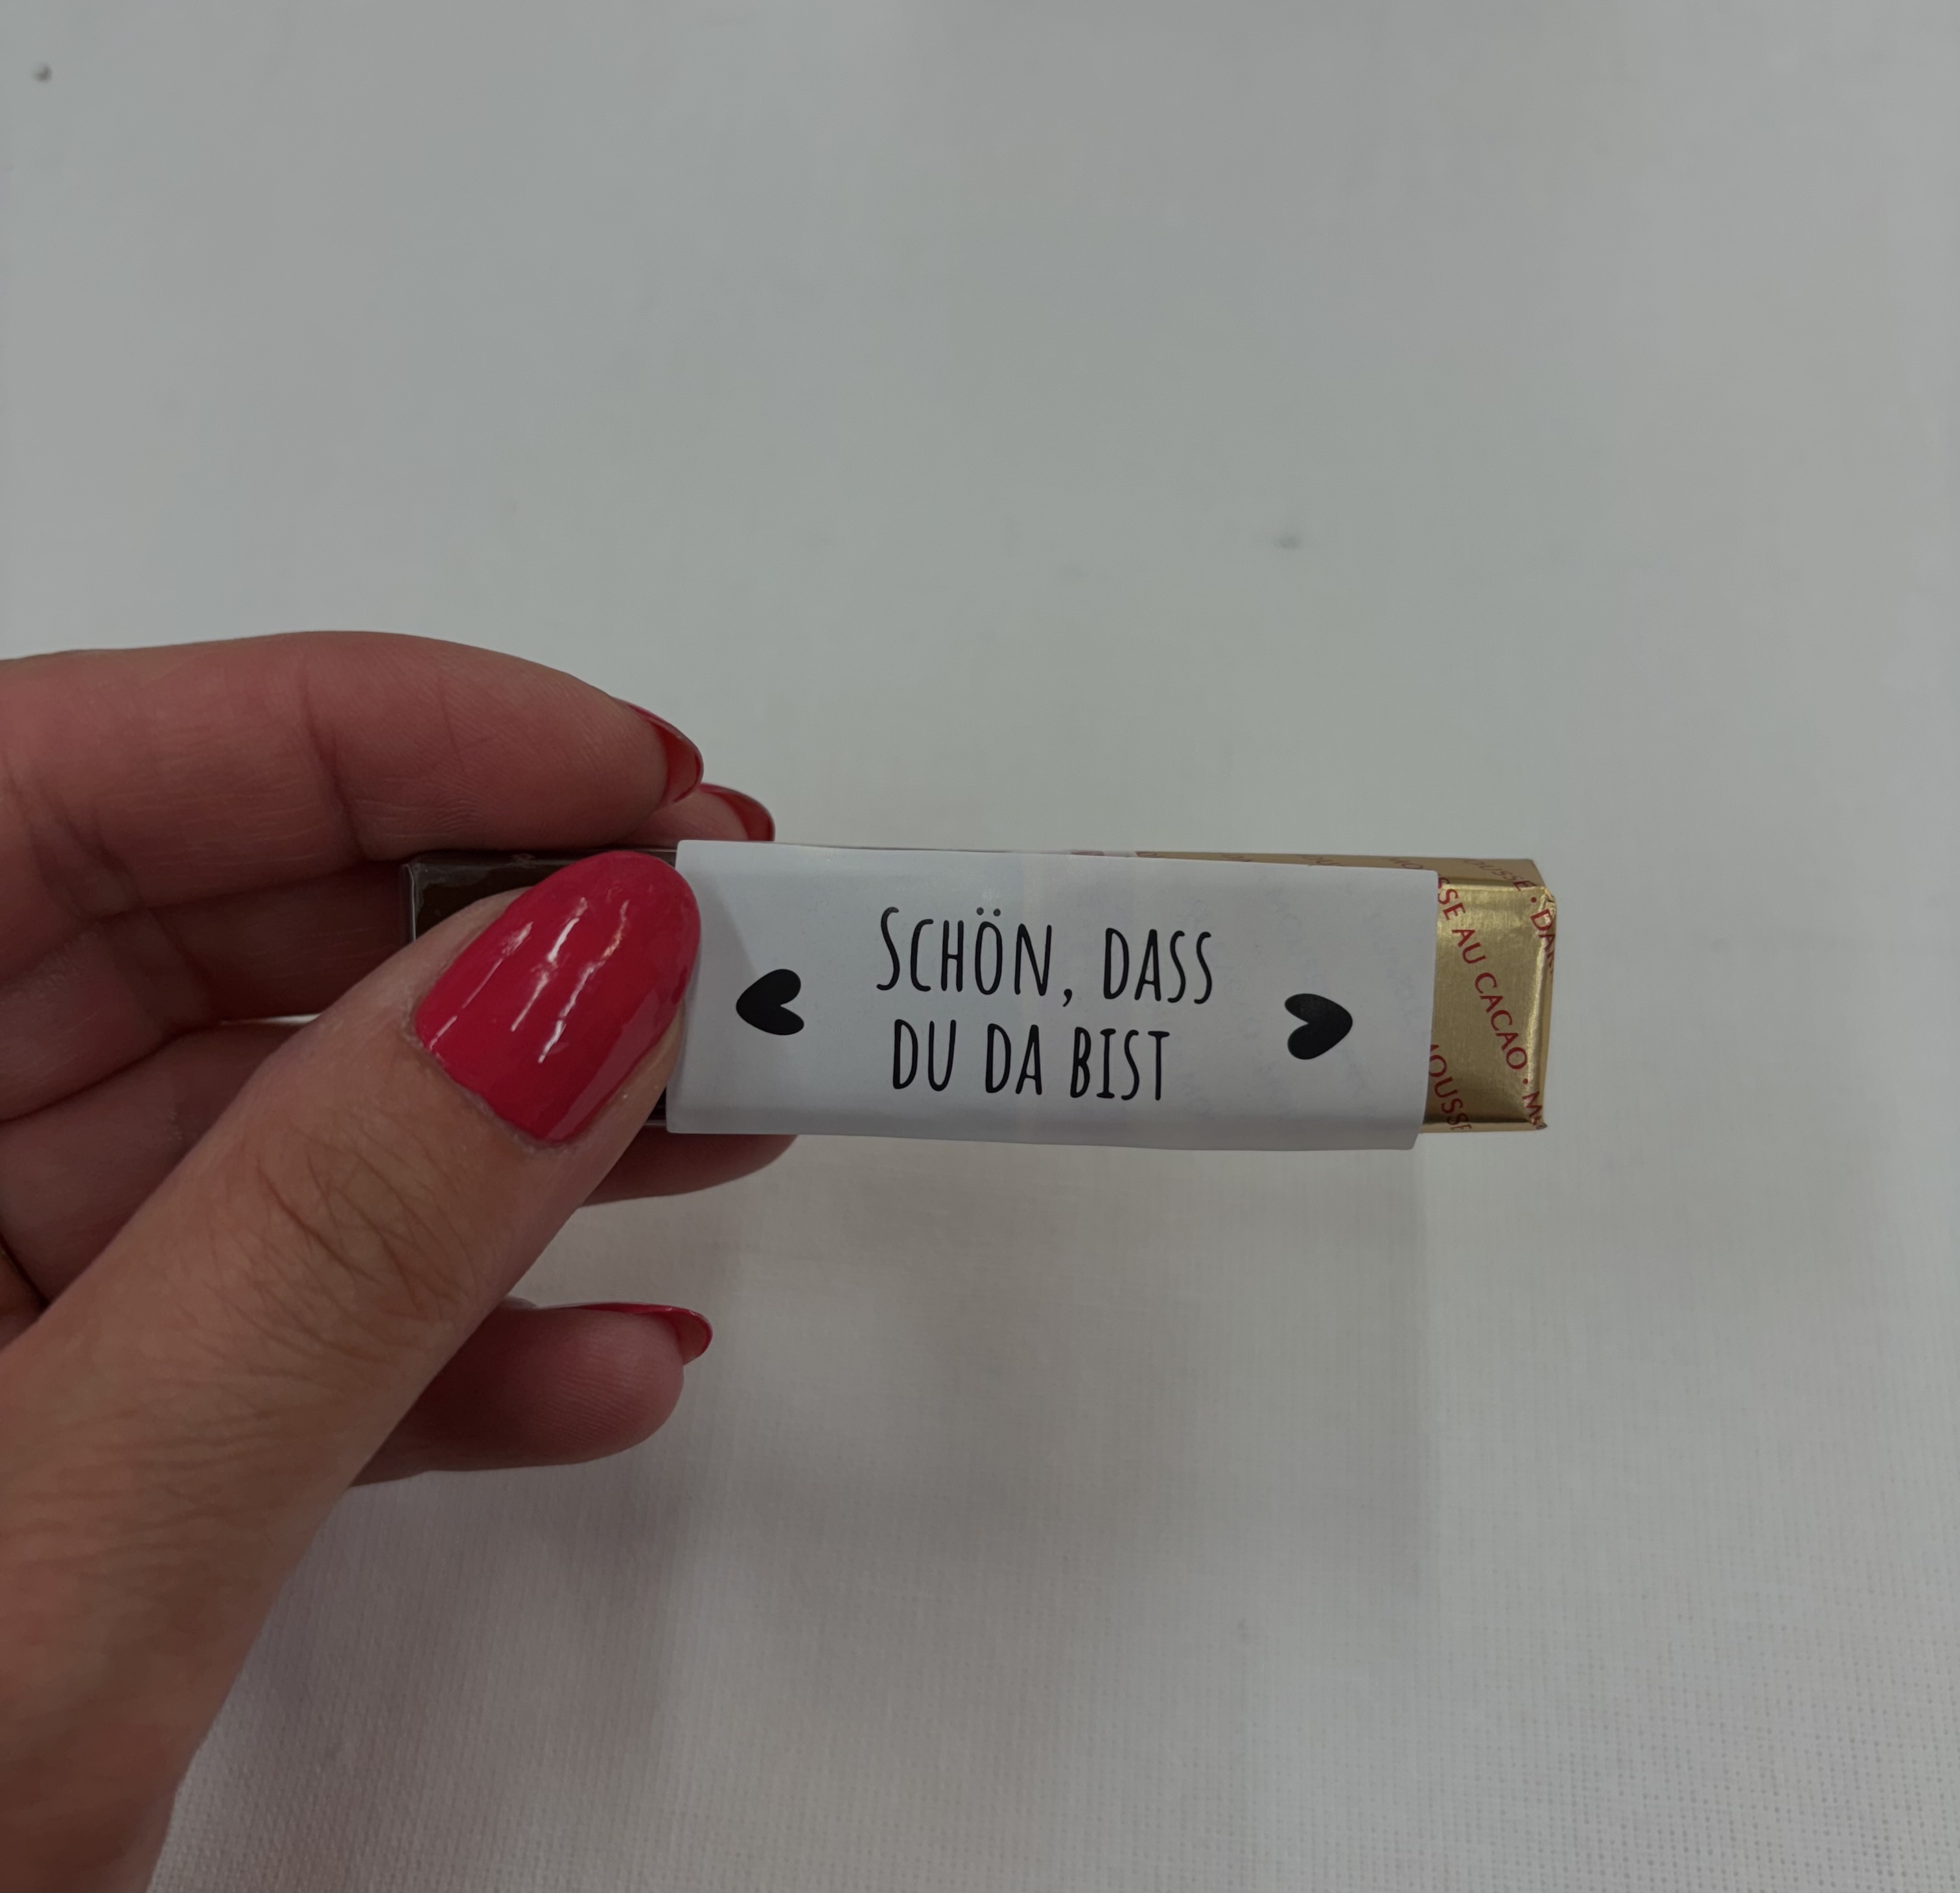 SCHÖN, DASS
DU DA BIST
AU CACAO